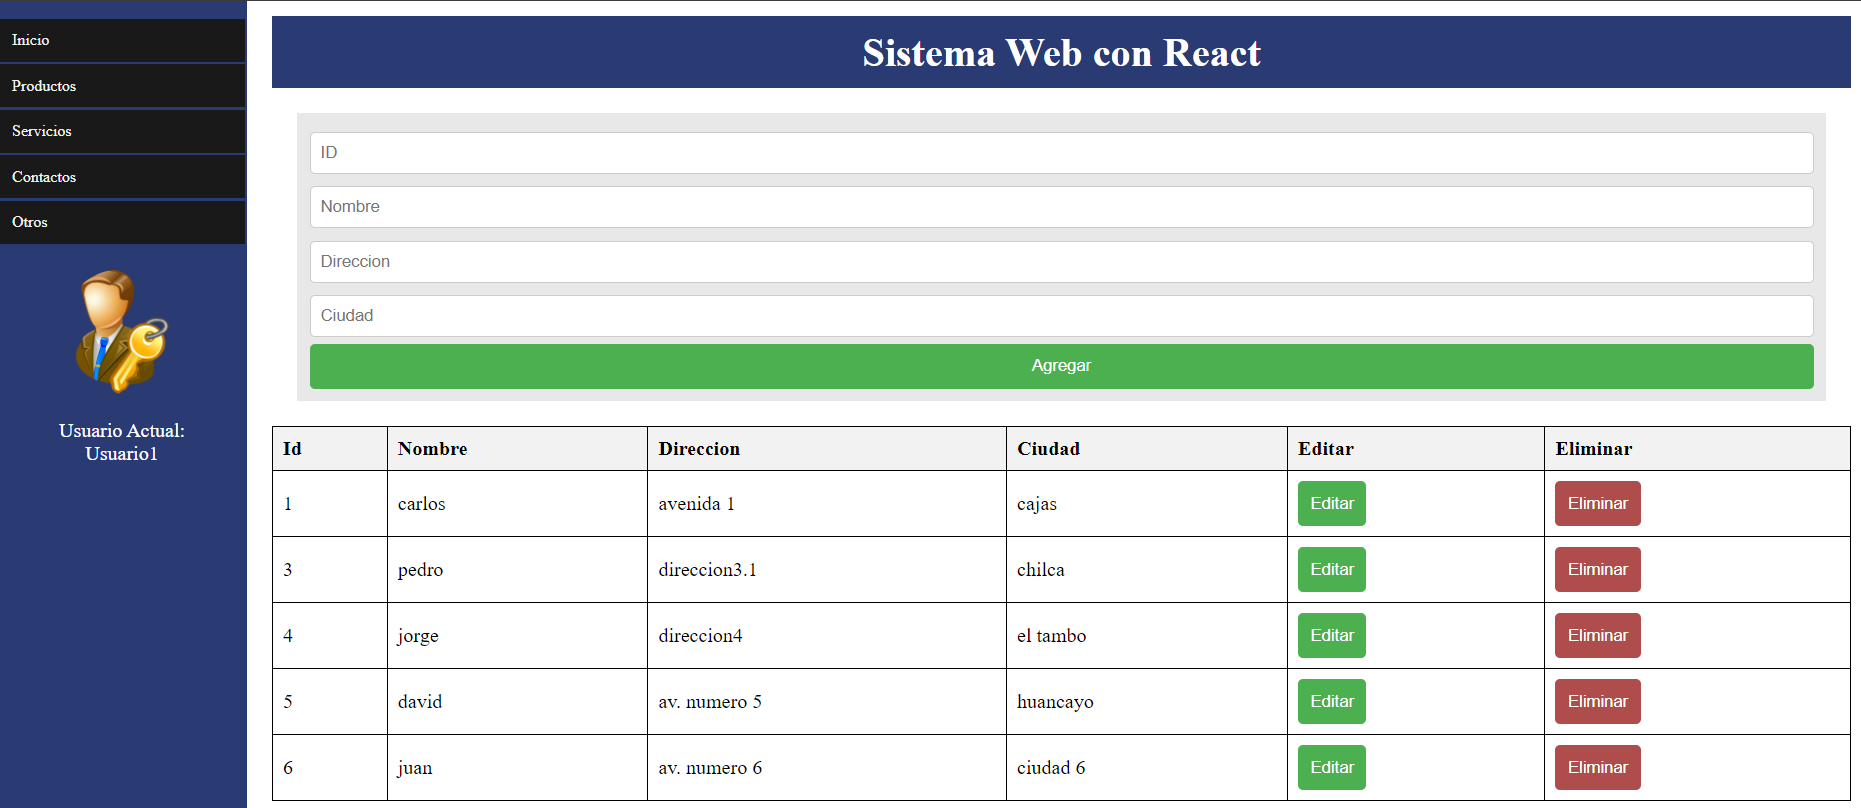 Inicio
Productos
Servicios
Contactos
Otros
Usuario Actual:
Usuario1
Sistema Web con React
ID
Nombre
Direccion
Ciudad
Agregar
Id Nombre Direccion Ciudad Editar Eliminar
1 carlos avenida 1 cajas Editar Eliminar
3 pedro direccion3.1 chilca Editar Eliminar
4 jorge direccion4 el tambo Editar Eliminar
5 david av. numero 5 huancayo Editar Eliminar
6 juan av. numero 6 ciudad 6 Editar Eliminar